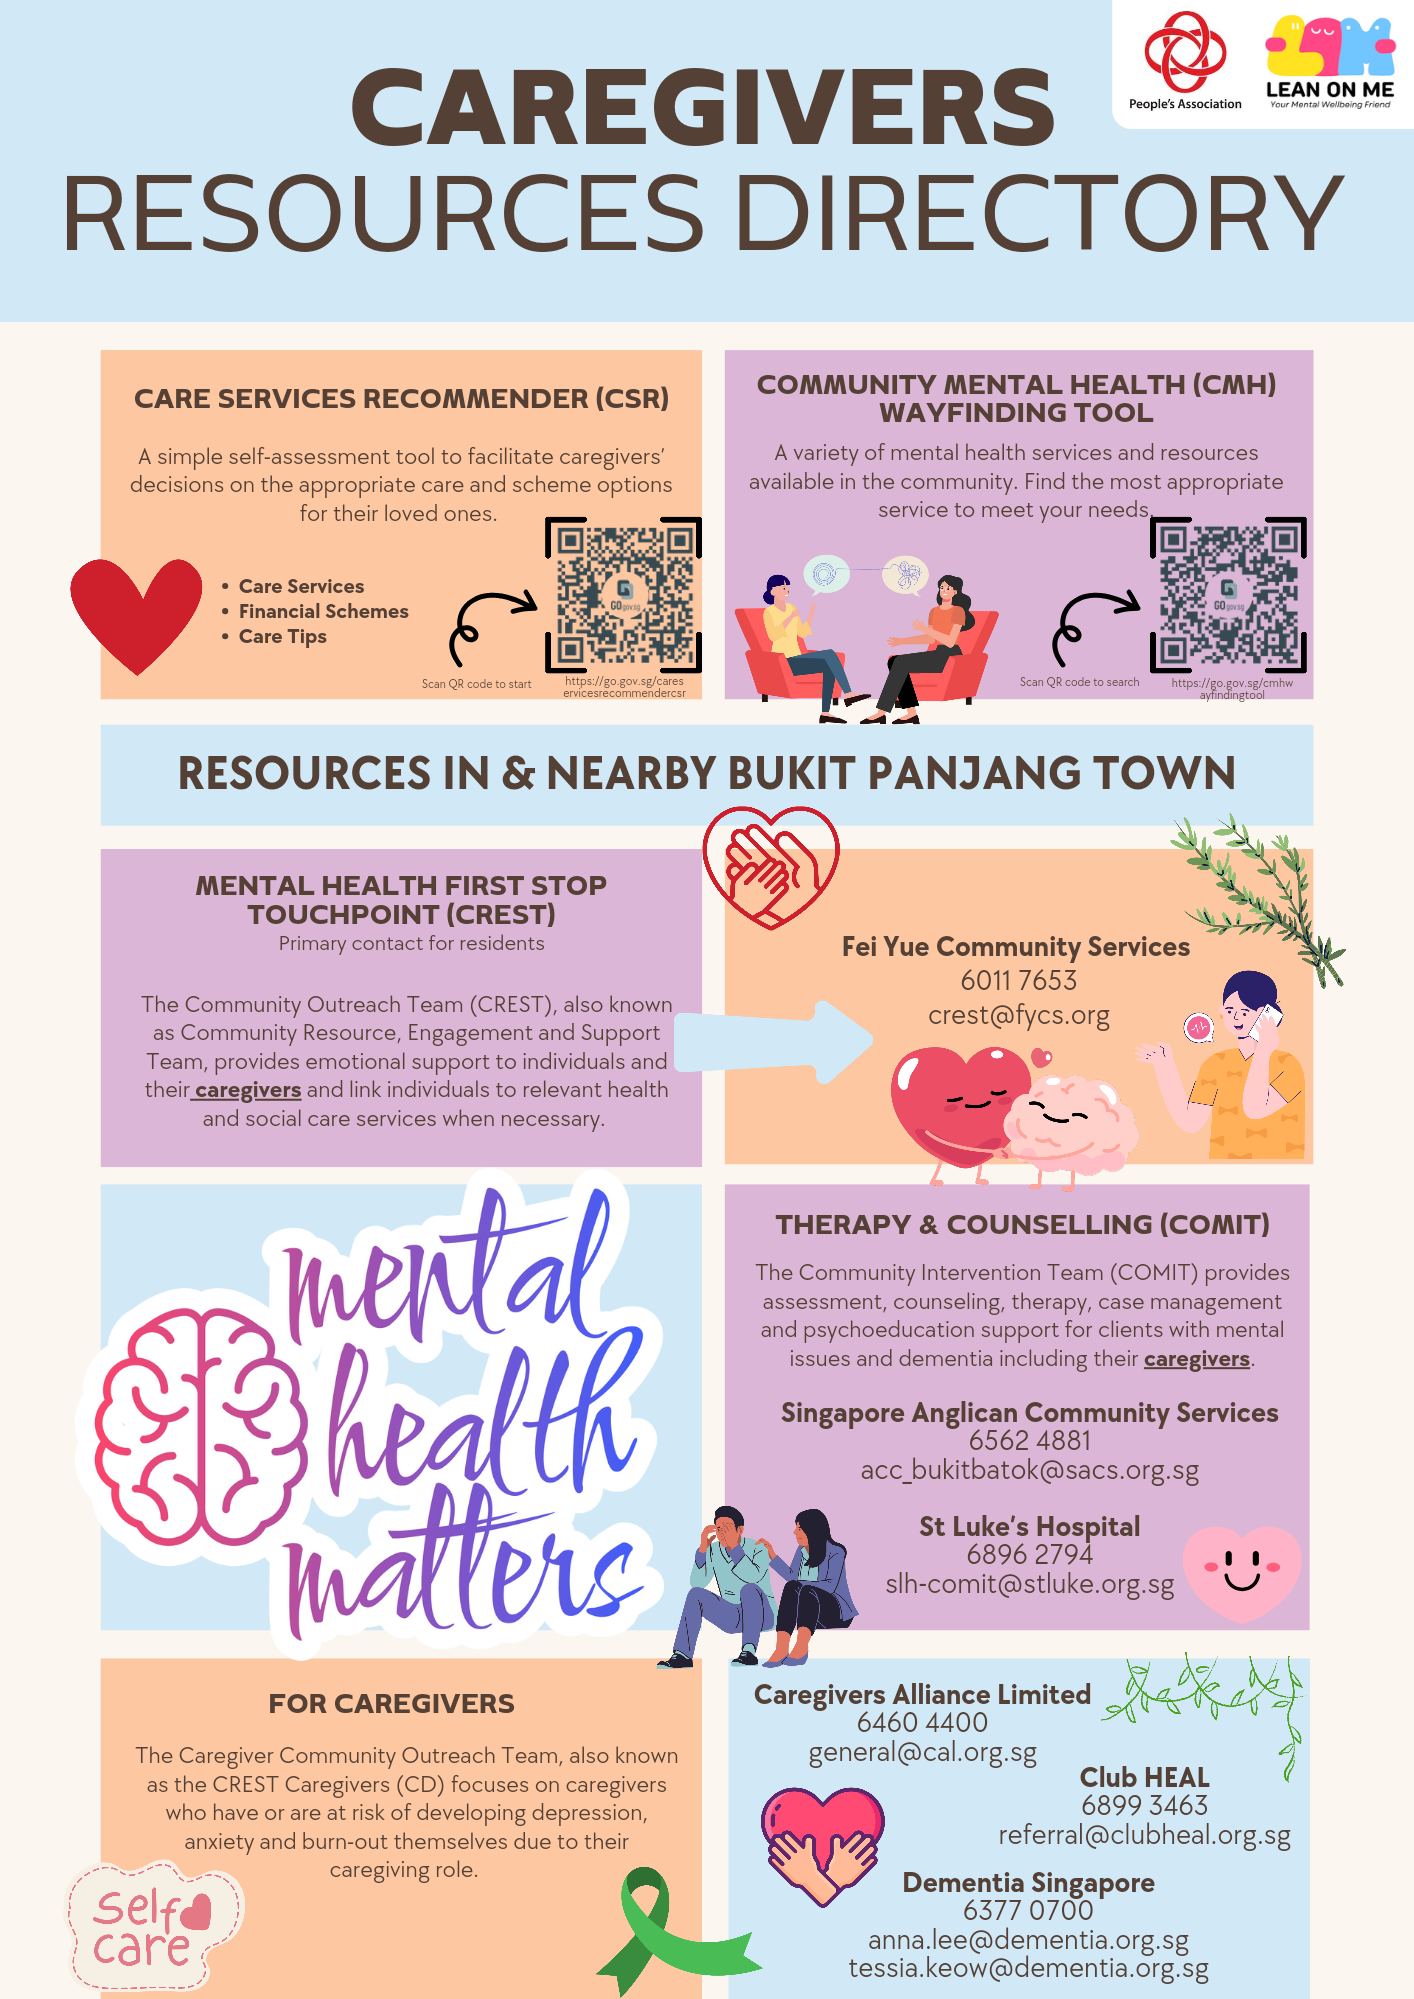 People's Association
LEAN ON ME
Your Mental Wellbeing Friend
CAREGIVERS
RESOURCES DIRECTORY
CARE SERVICES RECOMMENDER (CSR)
A simple self-assessment tool to facilitate caregivers'
decisions on the appropriate care and scheme options
for their loved ones.
• Care Services
• Financial Schemes
• Care Tips
Scan QR code to start
GOgov.sg
https://go.gov.sg/cares
ervicesrecommendercsr
COMMUNITY MENTAL HEALTH (CMH)
WAYFINDING TOOL
A variety of mental health services and resources
available in the community. Find the most appropriate
service to meet your needs.
Scan QR code to search
GOgov.sg
https://go.gov.sg/cmhw
ayfindingtool
RESOURCES IN & NEARBY BUKIT PANJANG TOWN
MENTAL HEALTH FIRST STOP
TOUCHPOINT (CREST)
Primary contact for residents
The Community Outreach Team (CREST), also known
as Community Resource, Engagement and Support
Team, provides emotional support to individuals and
their caregivers and link individuals to relevant health
and social care services when necessary.
Fei Yue Community Services
6011 7653
crest@fycs.org
mental
health
matters
THERAPY & COUNSELLING (COMIT)
The Community Intervention Team (COMIT) provides
assessment, counseling, therapy, case management
and psychoeducation support for clients with mental
issues and dementia including their caregivers.
Singapore Anglican Community Services
6562 4881
acc_bukitbatok@sacs.org.sg
St Luke's Hospital
6896 2794
slh-comit@stluke.org.sg
FOR CAREGIVERS
The Caregiver Community Outreach Team, also known
as the CREST Caregivers (CD) focuses on caregivers
who have or are at risk of developing depression,
anxiety and burn-out themselves due to their
caregiving role.
self
care
Caregivers Alliance Limited
6460 4400
general@cal.org.sg
Club HEAL
6899 3463
referral@clubheal.org.sg
Dementia Singapore
6377 0700
anna.lee@dementia.org.sg
tessia.keow@dementia.org.sg